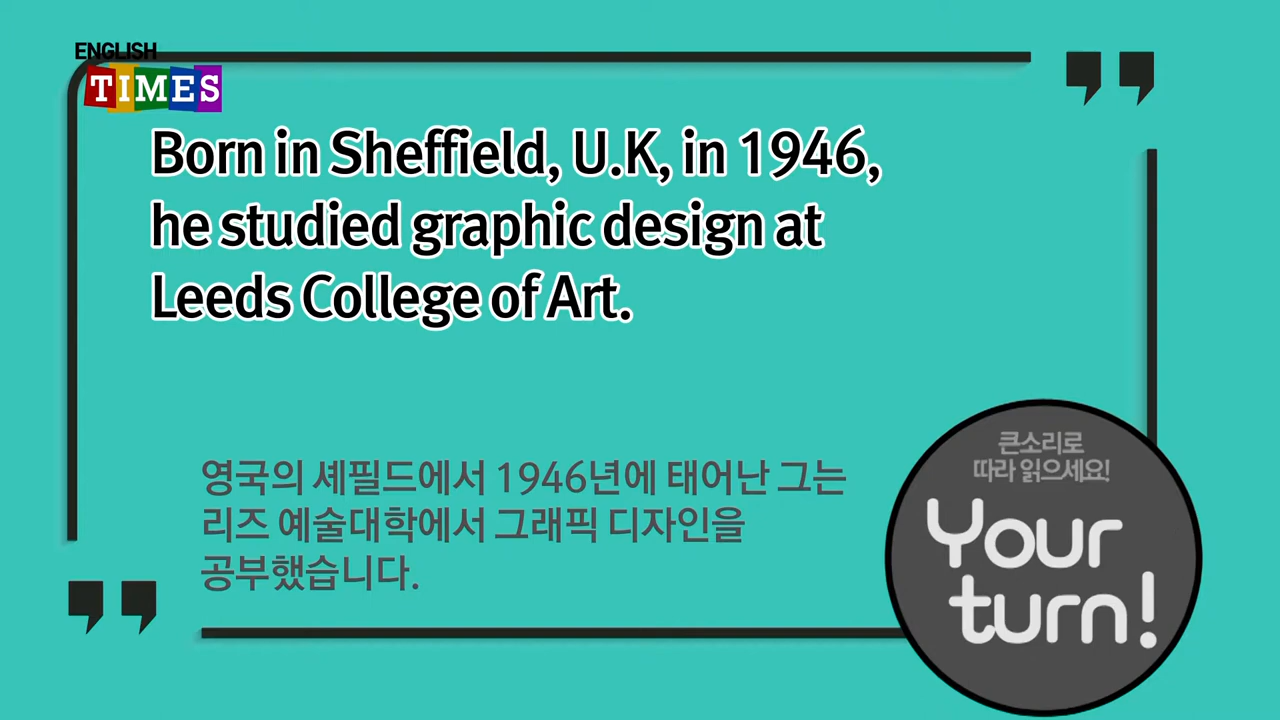 ENGLISH
TIMES
Born in Sheffield, U.K, in 1946,
he studied graphic design at
Leeds College of Art.
영국의 셰필드에서 1946년에 태어난 그는
리즈 예술대학에서 그래픽 디자인을
공부했습니다.
큰소리로
따라 읽으세요!
Your
turn!